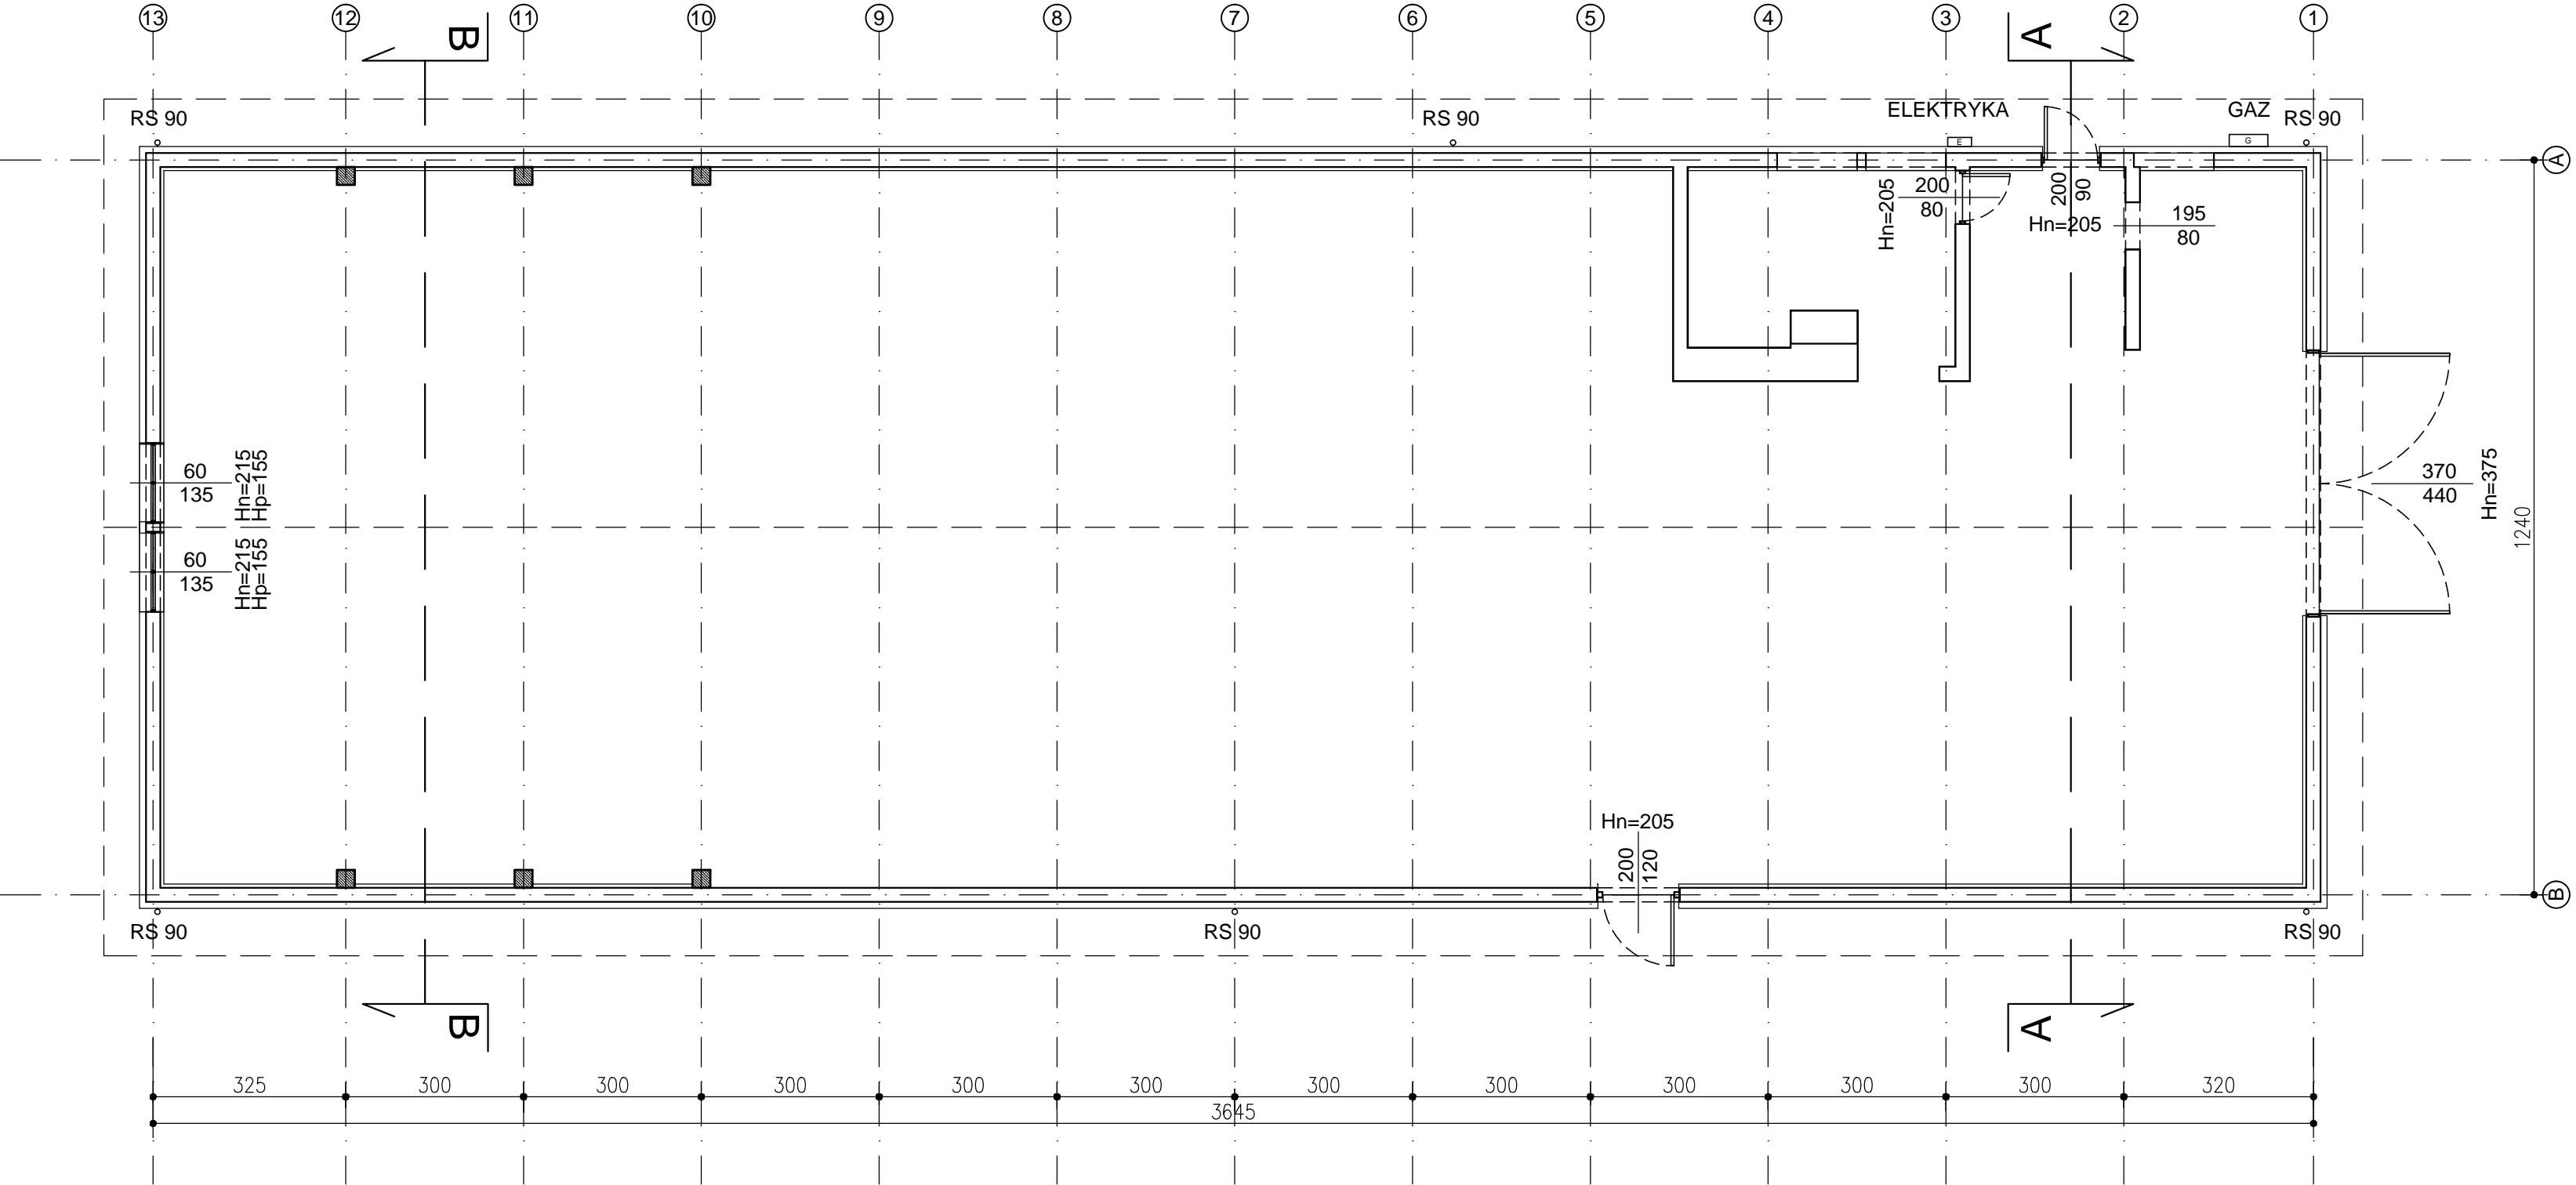 13 12 11 10 9 8 7 6 5 4 3 2 1
B A
RS 90 RS 90 ELEKTRYKA GAZ RS 90
E G
A
200
80
Hn=205
200
90
Hn=205
195
80
60
135
Hn=215
Hp=155
60
135
Hn=215
Hp=155
370
440
Hn=375
1240
Hn=205
200
120
B
RS 90 RS 90 RS 90
B A
325 300 300 300 300 300 300 300 300 300 300 320
3645